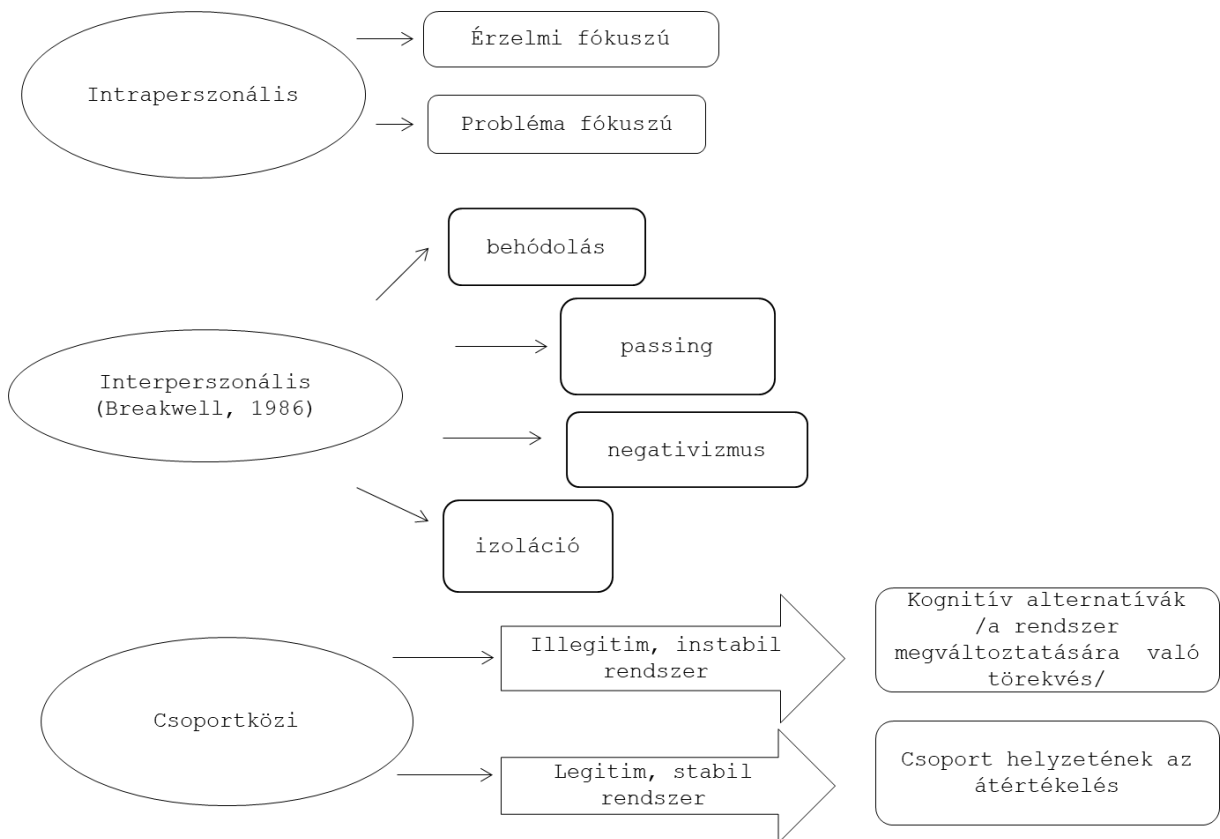 Intraperszonális
Érzelmi fókuszú
Probléma fókuszú
Interperszonális
(Breakwell, 1986)
behódolás
passing
negativizmus
izoláció
Csoportközi
Illegitim, instabil
rendszer
Kognitív alternatívák
/a rendszer
megváltoztatására való
törekvés/
Legitim, stabil
rendszer
Csoport helyzetének az
átértékelés